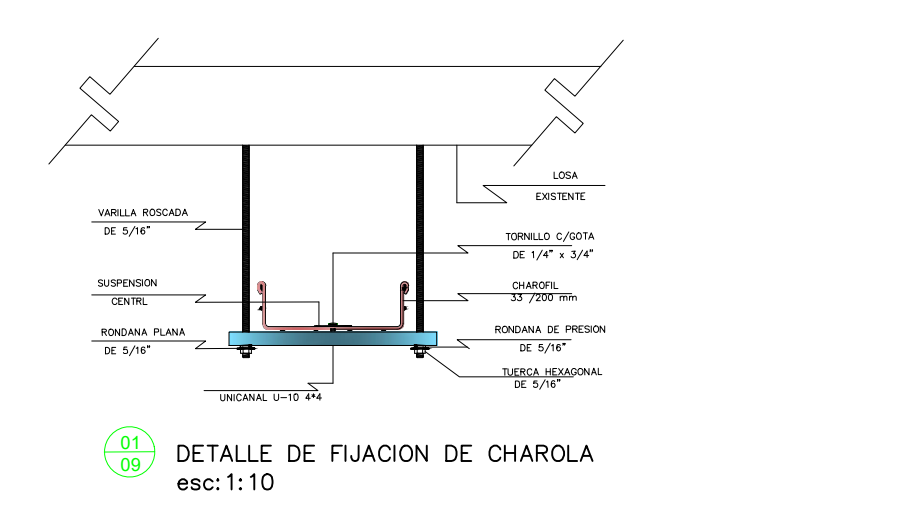 LOSA
EXISTENTE
VARILLA ROSCADA
DE 5/16"
TORNILLO C/GOTA
DE 1/4" x 3/4"
SUSPENSION
CENTRL
CHAROFIL
33 /200 mm
RONDANA PLANA
DE 5/16"
RONDANA DE PRESION
DE 5/16"
TUERCA HEXAGONAL
DE 5/16"
UNICANAL U-10 4*4
01
09
DETALLE DE FIJACION DE CHAROLA
esc:1:10